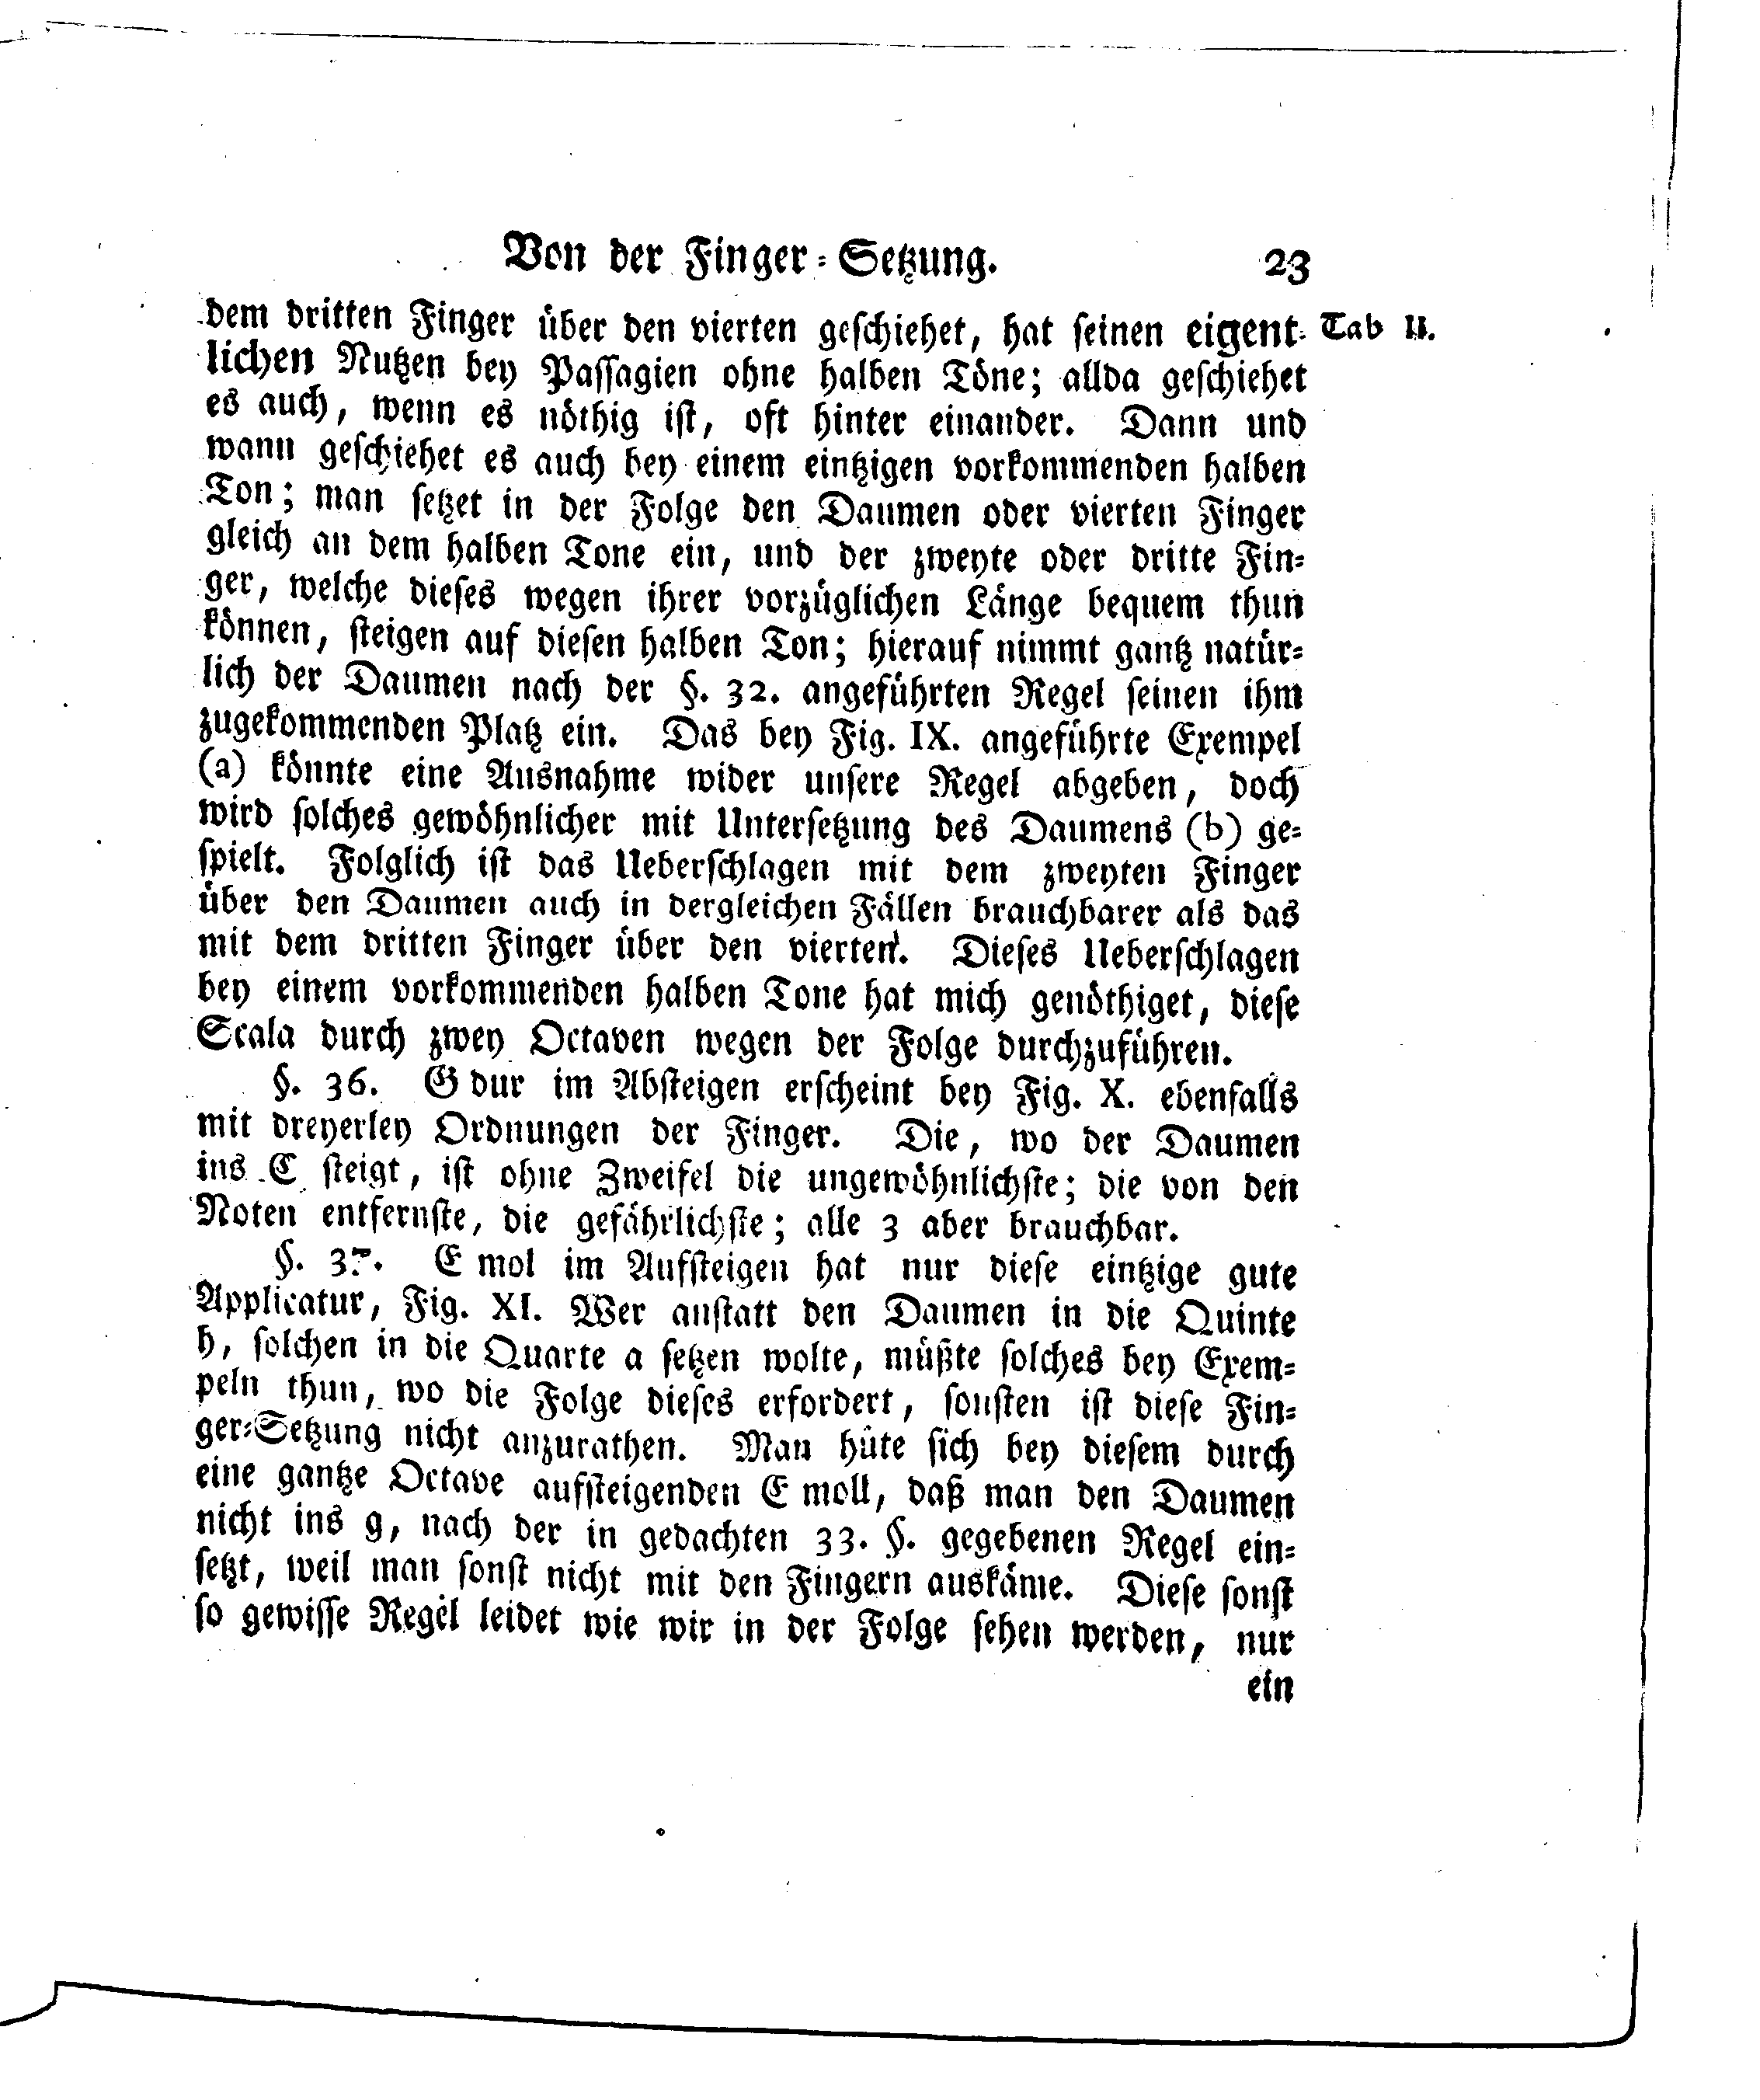 Von der Finger-Setzung. 23
dem dritten Finger über den vierten geschiehet, hat seinen eigent- Tab II.
lichen Nutzen bey Passagien ohne halben Töne; allda geschiehet
es auch, wenn es nöthig ist, oft hinter einander. Dann und
wann geschiehet es auch bey einem eintzigen vorkommenden halben
Ton; man setzet in der Folge den Daumen oder vierten Finger
gleich an dem halben Tone ein, und der zweyte oder dritte Fin-
ger, welche dieses wegen ihrer vorzüglichen Länge bequem thun
können, steigen auf diesen halben Ton; hierauf nimmt gantz natür-
lich der Daumen nach der §. 32. angeführten Regel seinen ihm
zugekommenden Platz ein. Das bey Fig. IX. angeführte Exempel
(a) könnte eine Ausnahme wider unsere Regel abgeben, doch
wird solches gewöhnlicher mit Untersetzung des Daumens (b) ge-
spielt. Folglich ist das Ueberschlagen mit dem zweyten Finger
über den Daumen auch in dergleichen Fällen brauchbarer als das
mit dem dritten Finger über den vierten. Dieses Ueberschlagen
bey einem vorkommenden halben Tone hat mich genöthiget, diese
Scala durch zwey Octaven wegen der Folge durchzuführen.
§. 36. G dur im Absteigen erscheint bey Fig. X. ebenfalls
mit dreyerley Ordnungen der Finger. Die, wo der Daumen
ins C steigt, ist ohne Zweifel die ungewöhnlichste; die von den
Noten entfernste, die gefährlichste; alle 3 aber brauchbar.
§. 37. E mol im Aufsteigen hat nur diese eintzige gute
Applicatur, Fig. XI. Wer anstatt den Daumen in die Quinte
h, solchen in die Quarte a setzen wolte, müßte solches bey Exem-
peln thun, wo die Folge dieses erfordert, sonsten ist diese Fin-
ger-Setzung nicht anzurathen. Man hüte sich bey diesem durch
eine gantze Octave aufsteigenden E moll, daß man den Daumen
nicht ins g, nach der in gedachten 33. §. gegebenen Regel ein-
setzt, weil man sonst nicht mit den Fingern auskäme. Diese sonst
so gewisse Regel leidet wie wir in der Folge sehen werden, nur
ein